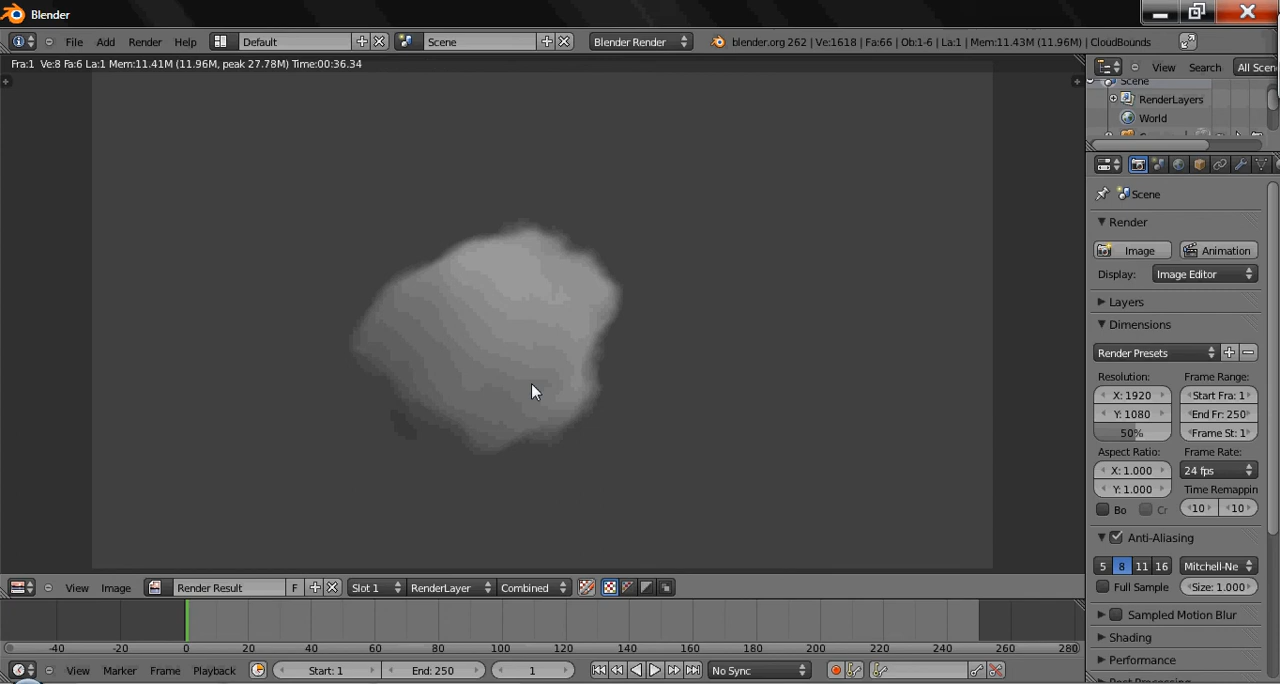 Blender
File Add Render Help Default Scene Blender Render blender.org 262 | Ve:1618 | Fa:66 | Ob:1-6 | La:1 | Mem:11.43M (11.96M) | CloudBounds
Fra:1 Ve:8 Fa:6 La:1 Mem:11.41M (11.96M, peak 27.78M) Time:00:36.34
View Search All Scen
Scene
RenderLayers
World
Scene
Render
Image Animation
Display: Image Editor
Layers
Dimensions
Render Presets
Resolution: Frame Range:
X: 1920 Start Fra: 1
Y: 1080 End Fr: 250
50% Frame St: 1
Aspect Ratio: Frame Rate:
X: 1.000 24 fps
Y: 1.000 Time Remappin
Bo Cr 10 10
Anti-Aliasing
5 8 11 16 Mitchell-Ne
Full Sample Size: 1.000
Sampled Motion Blur
Shading
Performance
View Image Render Result F Slot 1 RenderLayer Combined
-40 -20 0 20 40 60 80 100 120 140 160 180 200 220 240 260 280
View Marker Frame Playback Start: 1 End: 250 1 No Sync